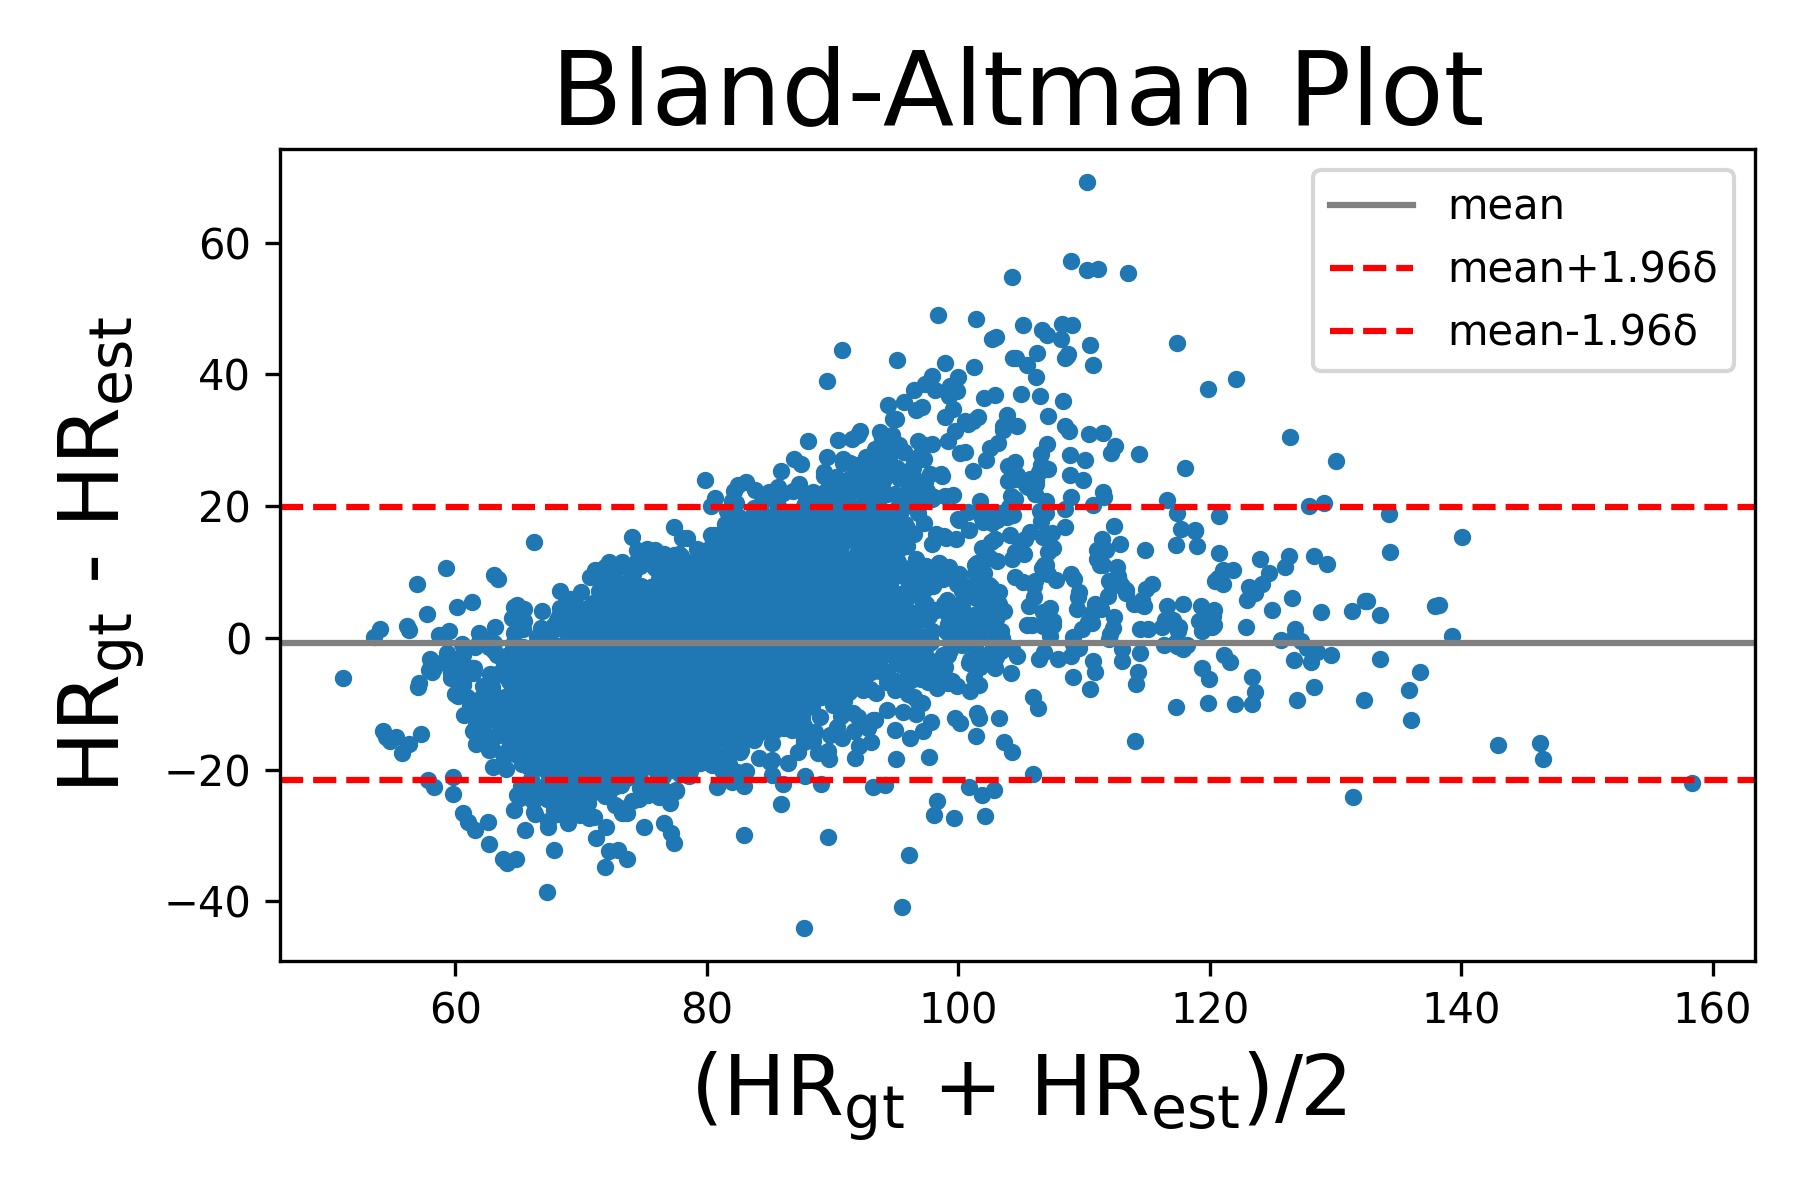 Bland-Altman Plot
HRgt - HRest
60
40
20
0
−20
−40
mean
mean+1.96δ
mean-1.96δ
60 80 100 120 140 160
(HRgt + HRest)/2